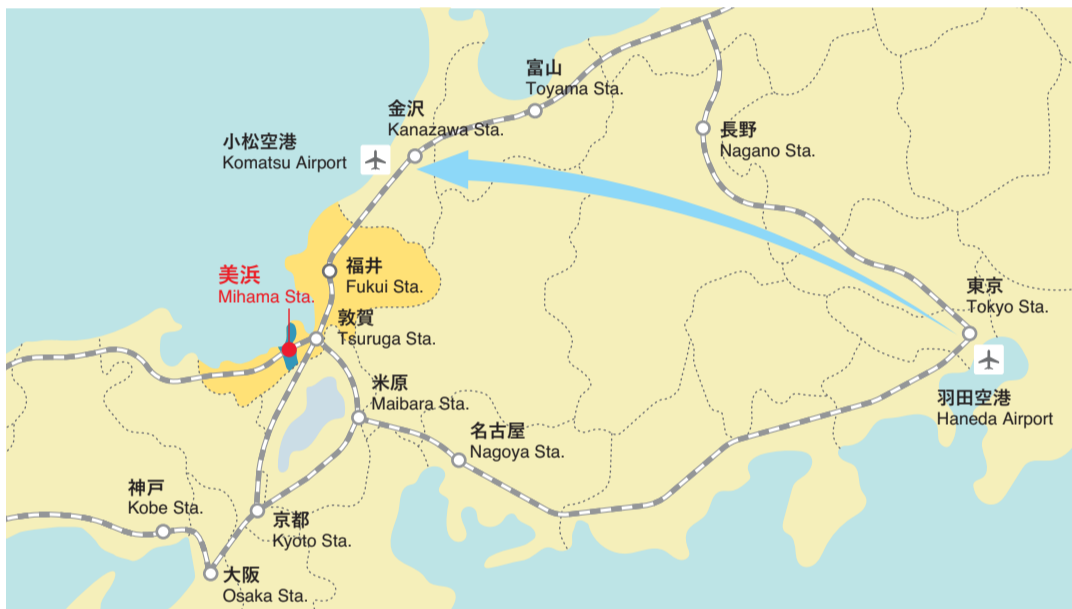 富山
Toyama Sta.
金沢
Kanazawa Sta.
長野
Nagano Sta.
小松空港
Komatsu Airport
美浜
Mihama Sta.
福井
Fukui Sta.
東京
Tokyo Sta.
敦賀
Tsuruga Sta.
米原
Maibara Sta.
羽田空港
Haneda Airport
名古屋
Nagoya Sta.
神戸
Kobe Sta.
京都
Kyoto Sta.
大阪
Osaka Sta.